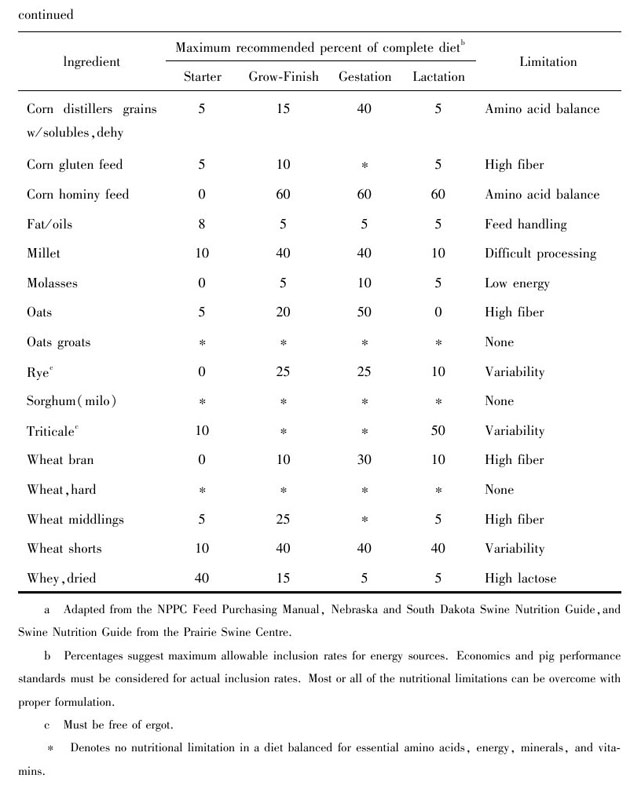 continued
Ingredient Maximum recommended percent of complete diet^b Limitation
Starter Grow-Finish Gestation Lactation
Corn distillers grains 5 15 40 5 Amino acid balance
w/solubles,dehy
Corn gluten feed 5 10 * 5 High fiber
Corn hominy feed 0 60 60 60 Amino acid balance
Fat/oils 8 5 5 5 Feed handling
Millet 10 40 40 10 Difficult processing
Molasses 0 5 10 5 Low energy
Oats 5 20 50 0 High fiber
Oats groats * * * * None
Rye^c 0 25 25 10 Variability
Sorghum(milo) * * * * None
Triticale^c 10 * * 50 Variability
Wheat bran 0 10 30 10 High fiber
Wheat,hard * * * * None
Wheat middlings 5 25 * 5 High fiber
Wheat shorts 10 40 40 40 Variability
Whey,dried 40 15 5 5 High lactose
a Adapted from the NPPC Feed Purchasing Manual, Nebraska and South Dakota Swine Nutrition Guide,and
Swine Nutrition Guide from the Prairie Swine Centre.
b Percentages suggest maximum allowable inclusion rates for energy sources. Economics and pig performance
standards must be considered for actual inclusion rates. Most or all of the nutritional limitations can be overcome with
proper formulation.
c Must be free of ergot.
* Denotes no nutritional limitation in a diet balanced for essential amino acids, energy, minerals, and vita-
mins.